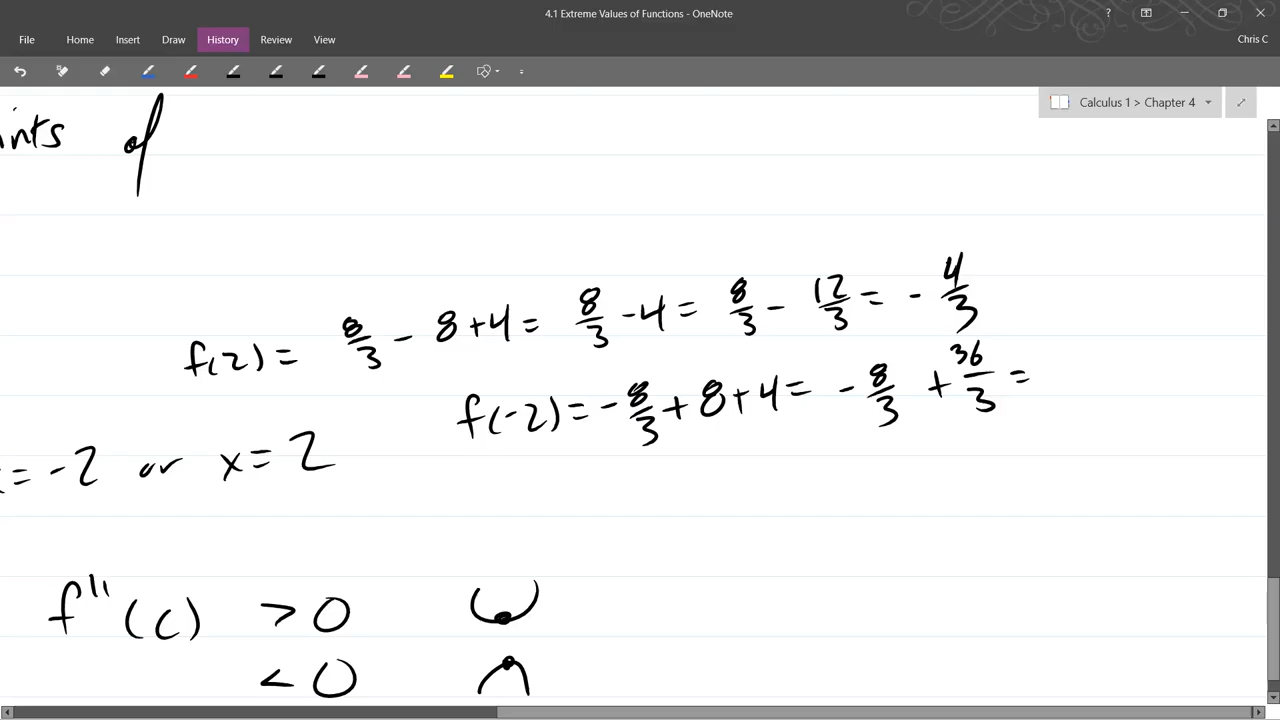 4.1 Extreme Values of Functions - OneNote
File Home Insert Draw History Review View
Chris C
Calculus 1 > Chapter 4
ints of
f(2) = 8/3 - 8 + 4 = 8/3 - 4 = 8/3 - 12/3 = - 4/3
f(-2) = - 8/3 + 8 + 4 = - 8/3 + 36/3 =
= -2 or x = 2
f''(c) > 0
< 0